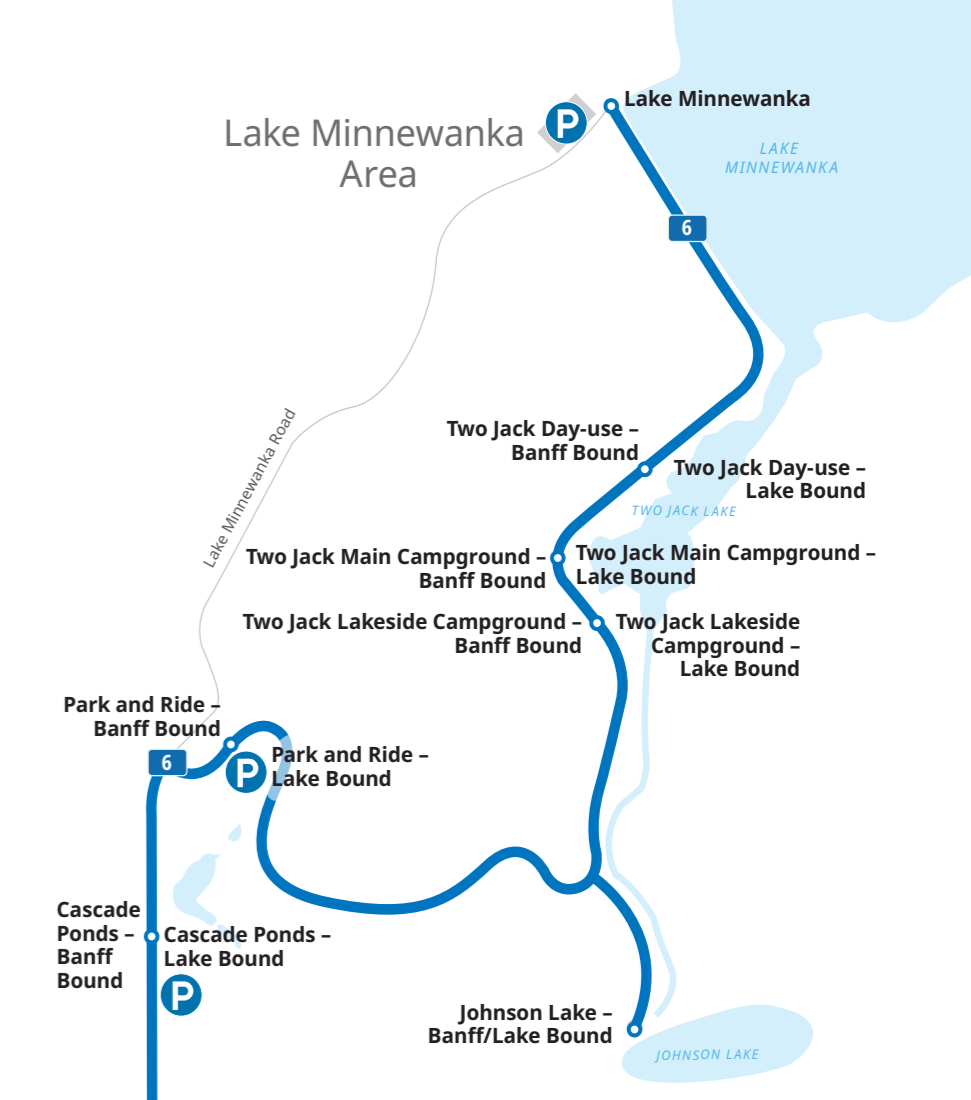 Lake Minnewanka
P
Lake Minnewanka
Area
LAKE
MINNEWANKA
6
Lake Minnewanka Road
Two Jack Day-use –
Banff Bound
Two Jack Day-use –
Lake Bound
TWO JACK LAKE
Two Jack Main Campground –
Banff Bound
Two Jack Main Campground –
Lake Bound
Two Jack Lakeside Campground –
Banff Bound
Two Jack Lakeside
Campground –
Lake Bound
Park and Ride –
Banff Bound
6
P
Park and Ride –
Lake Bound
Cascade
Ponds –
Banff
Bound
Cascade Ponds –
Lake Bound
P
Johnson Lake –
Banff/Lake Bound
JOHNSON LAKE